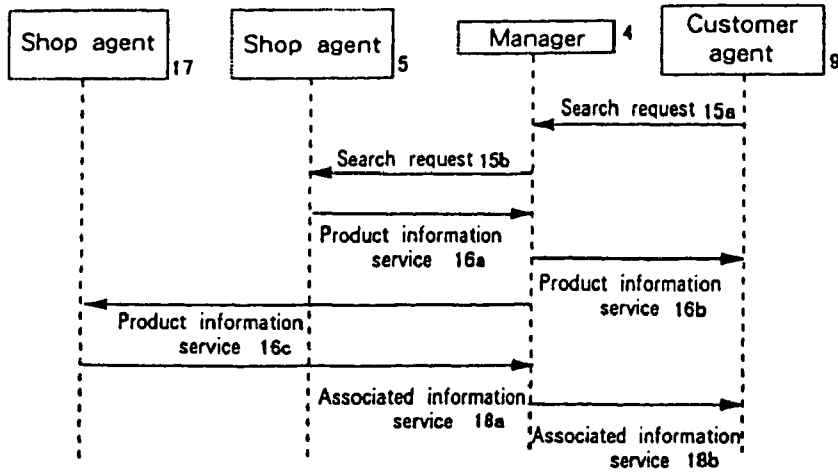 Shop agent
17
Shop agent
5
Manager
4
Customer
agent
9
Search request 15a
Search request 15b
Product information
service 16a
Product information
service 16b
Product information
service 16c
Associated information
service 18a
Associated information
service 18b